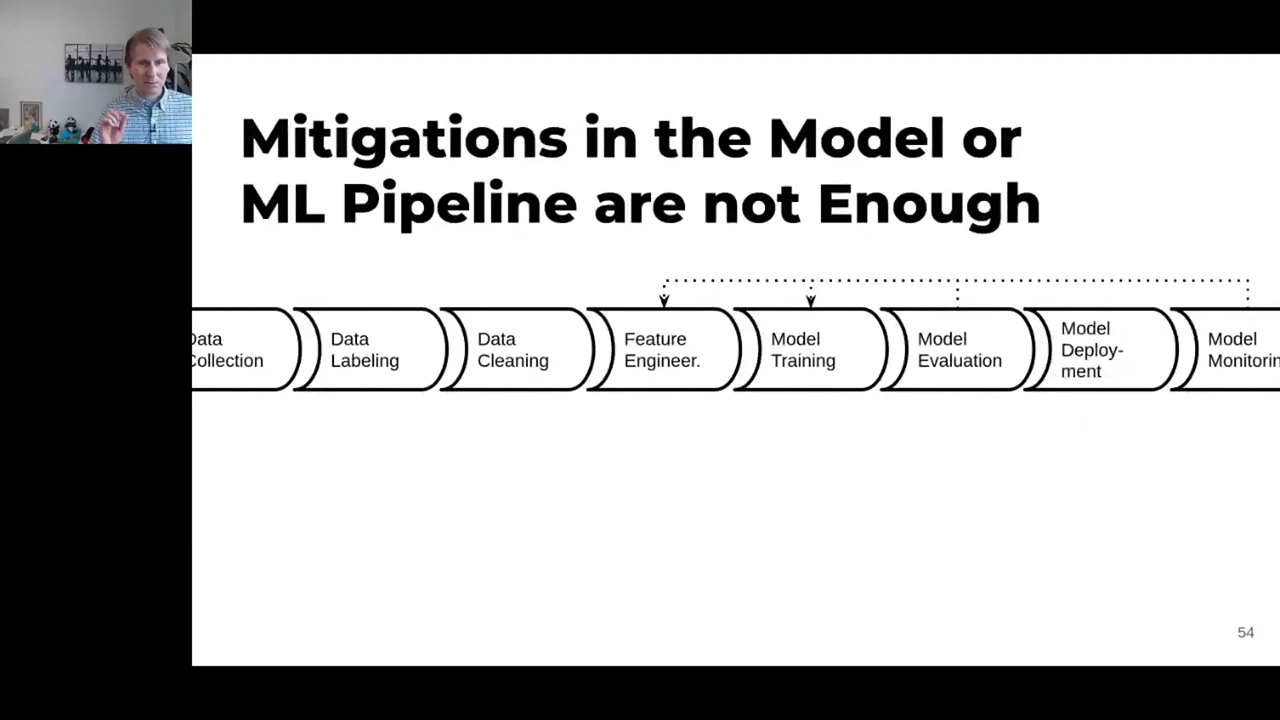 Mitigations in the Model or
ML Pipeline are not Enough
Data
Collection
Data
Labeling
Data
Cleaning
Feature
Engineer.
Model
Training
Model
Evaluation
Model
Deploy-
ment
Model
Monitorin
54